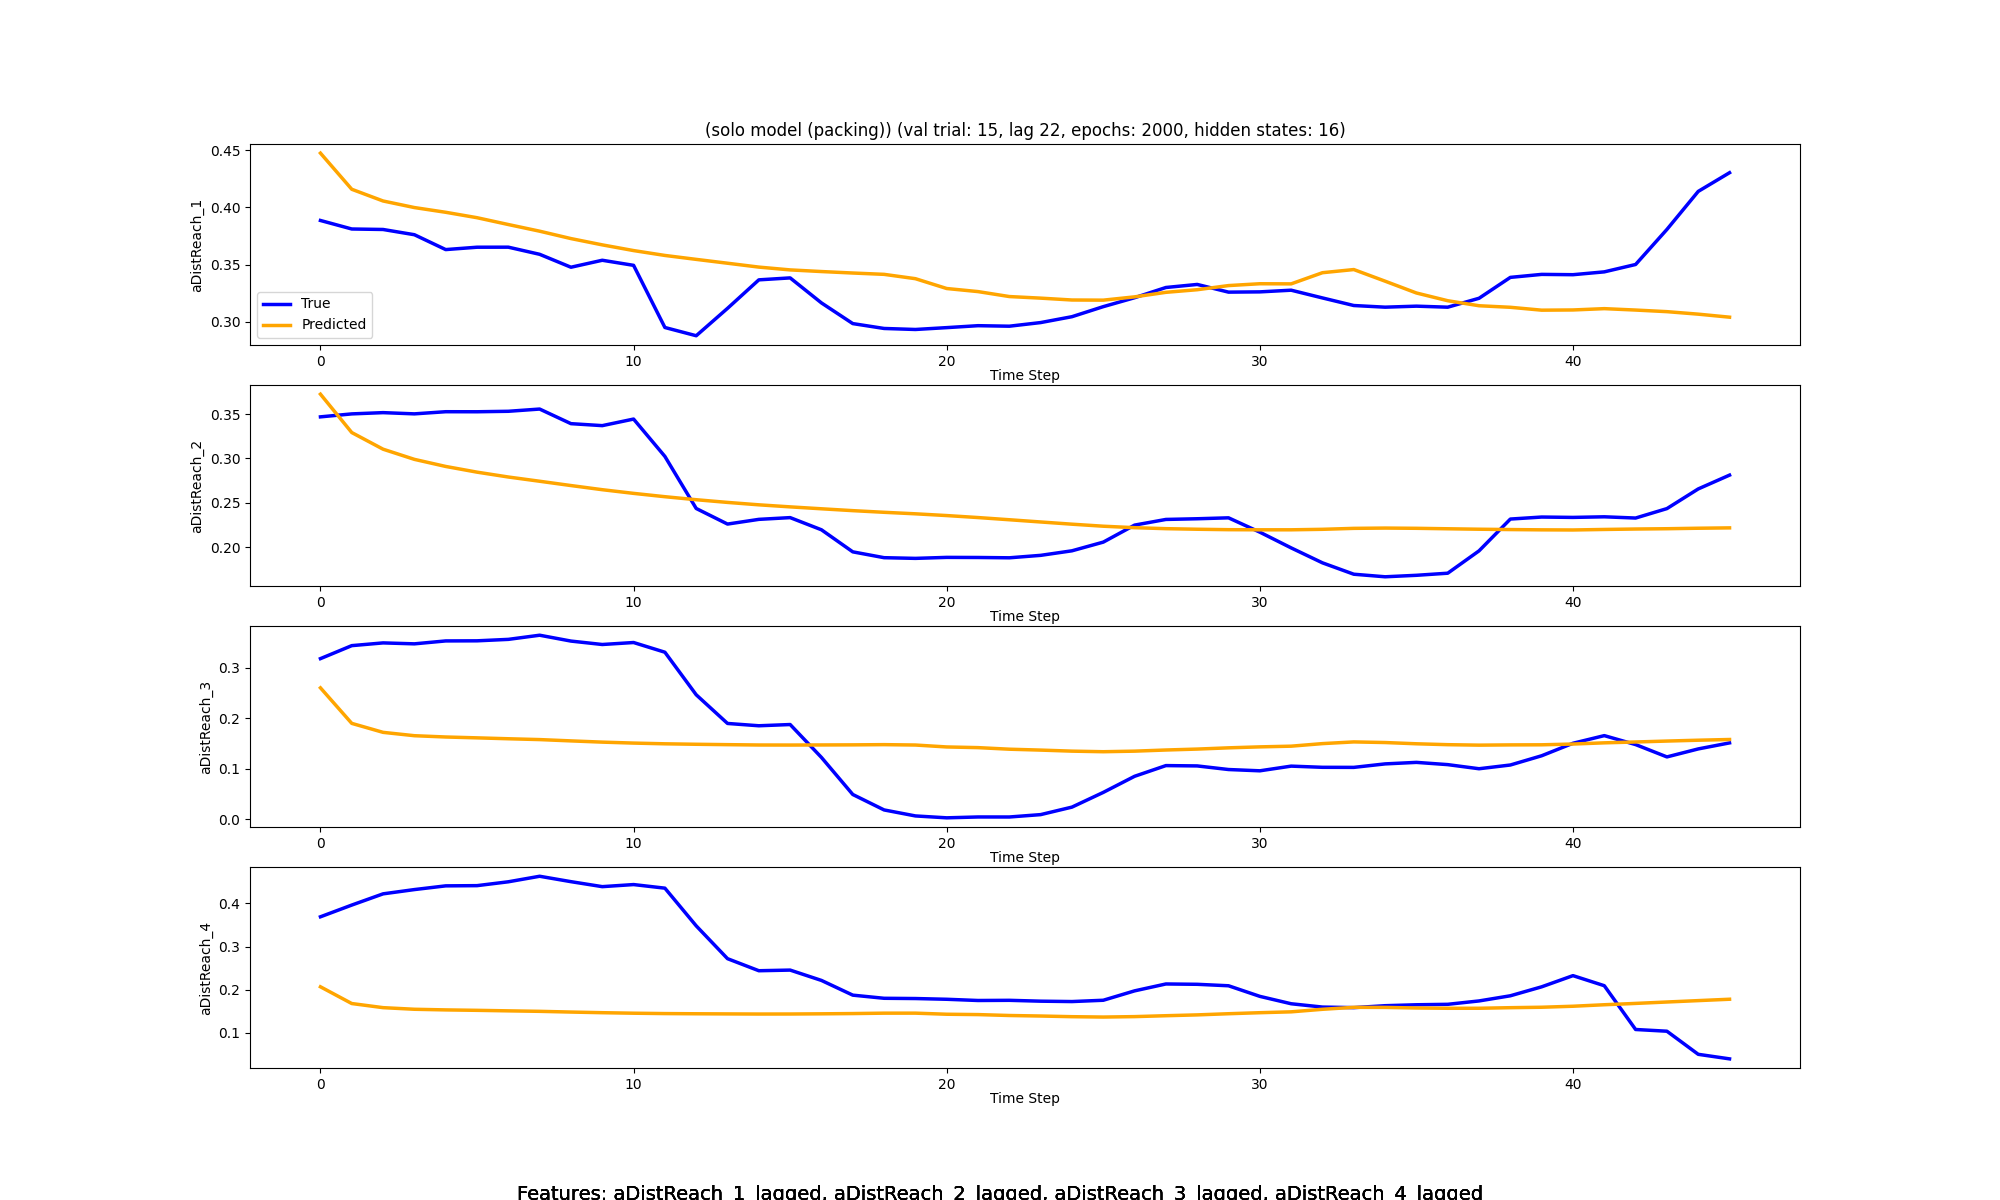 (solo model (packing)) (val trial: 15, lag 22, epochs: 2000, hidden states: 16)
0.45
0.40
0.35
0.30
aDistReach_1
True
Predicted
0 10 20 30 40
Time Step
0.35
0.30
0.25
0.20
aDistReach_2
0 10 20 30 40
Time Step
0.3
0.2
0.1
0.0
aDistReach_3
0 10 20 30 40
Time Step
0.4
0.3
0.2
0.1
aDistReach_4
0 10 20 30 40
Time Step
Features: aDistReach_1_lagged, aDistReach_2_lagged, aDistReach_3_lagged, aDistReach_4_lagged